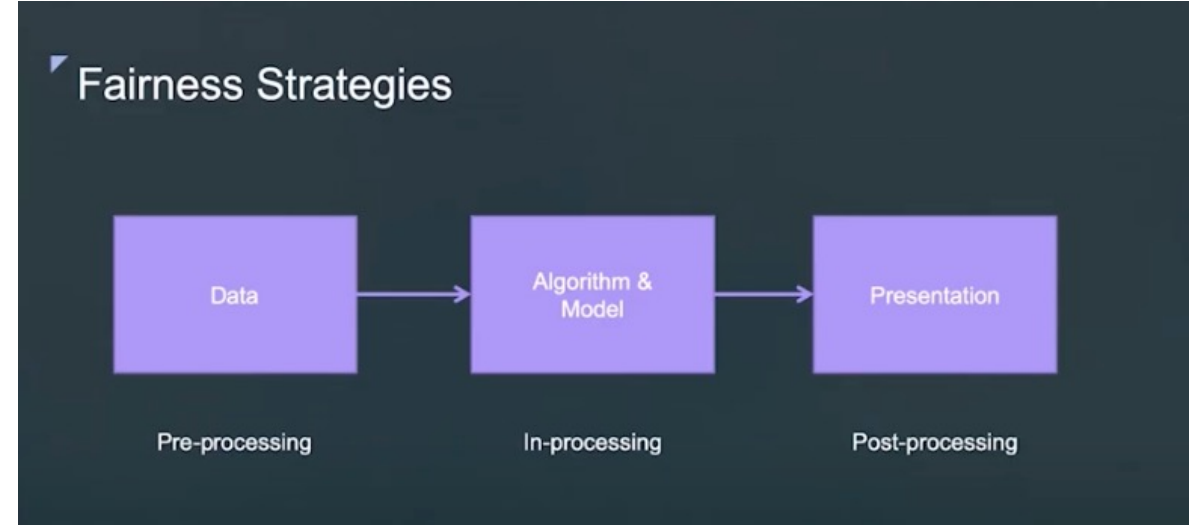 Fairness Strategies
Data
Algorithm &
Model
Presentation
Pre-processing
In-processing
Post-processing